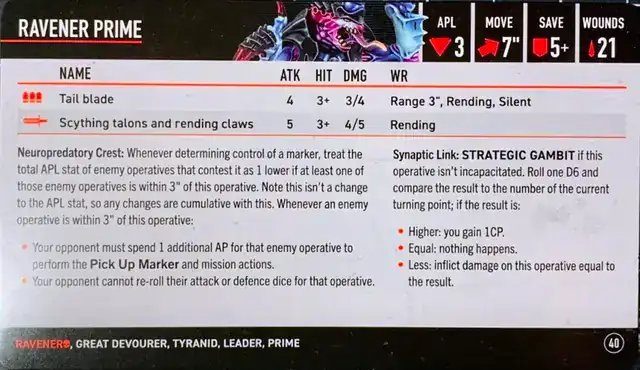 RAVENER PRIME
APL MOVE SAVE WOUNDS
3 7" 5+ 21
NAME ATK HIT DMG WR
Tail blade 4 3+ 3/4 Range 3", Rending, Silent
Scything talons and rending claws 5 3+ 4/5 Rending
Neuropredatory Crest: Whenever determining control of a marker, treat the
total APL stat of enemy operatives that contest it as 1 lower if at least one of
those enemy operatives is within 3" of this operative. Note this isn't a change
to the APL stat, so any changes are cumulative with this. Whenever an enemy
operative is within 3" of this operative:
• Your opponent must spend 1 additional AP for that enemy operative to
perform the Pick Up Marker and mission actions.
• Your opponent cannot re-roll their attack or defence dice for that operative.
Synaptic Link: STRATEGIC GAMBIT if this
operative isn't incapacitated. Roll one D6 and
compare the result to the number of the current
turning point; if the result is:
• Higher: you gain 1CP.
• Equal: nothing happens.
• Less: inflict damage on this operative equal to
the result.
RAVENER, GREAT DEVOURER, TYRANID, LEADER, PRIME
40